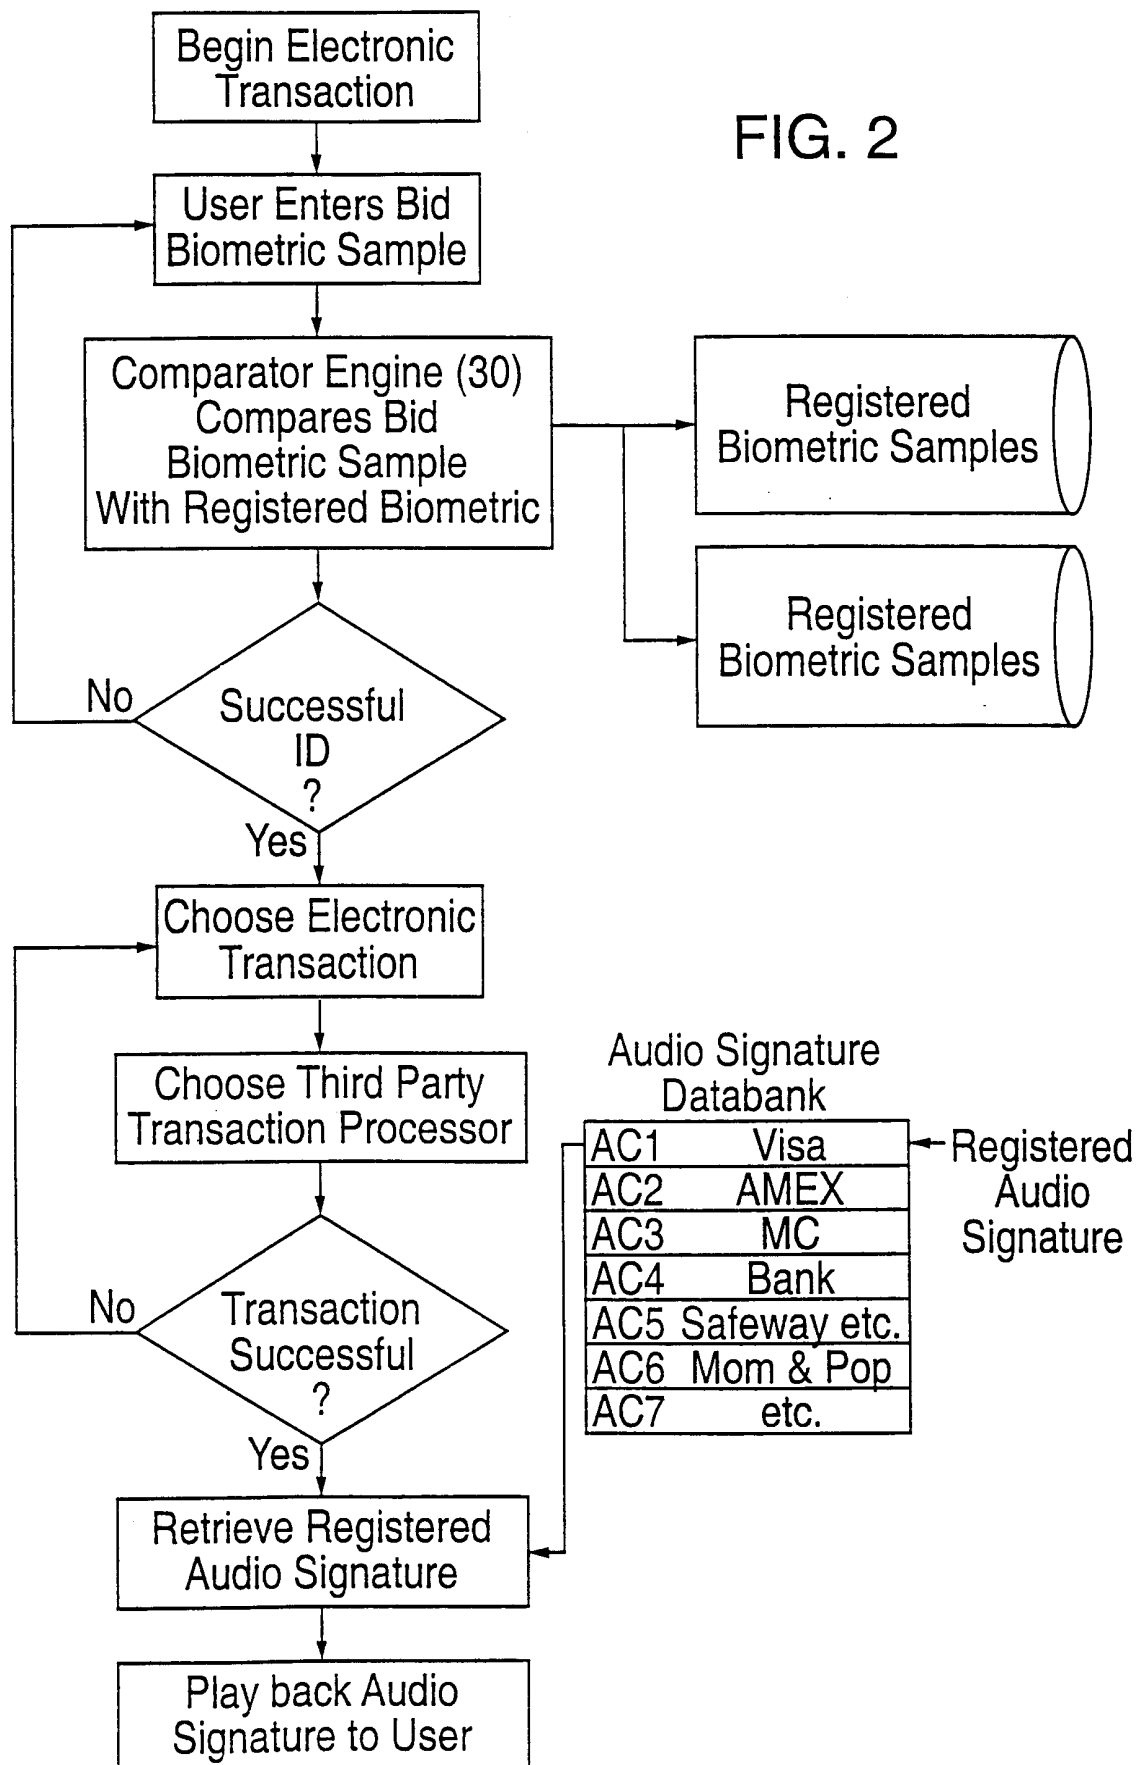 Begin Electronic
Transaction
FIG. 2
User Enters Bid
Biometric Sample
Comparator Engine (30)
Compares Bid
Biometric Sample
With Registered Biometric
Registered
Biometric Samples
Registered
Biometric Samples
No
Successful
ID
?
Yes
Choose Electronic
Transaction
Choose Third Party
Transaction Processor
Audio Signature
Databank
AC1 Visa
AC2 AMEX
AC3 MC
AC4 Bank
AC5 Safeway etc.
AC6 Mom & Pop
AC7 etc.
Registered
Audio
Signature
No
Transaction
Successful
?
Yes
Retrieve Registered
Audio Signature
Play back Audio
Signature to User